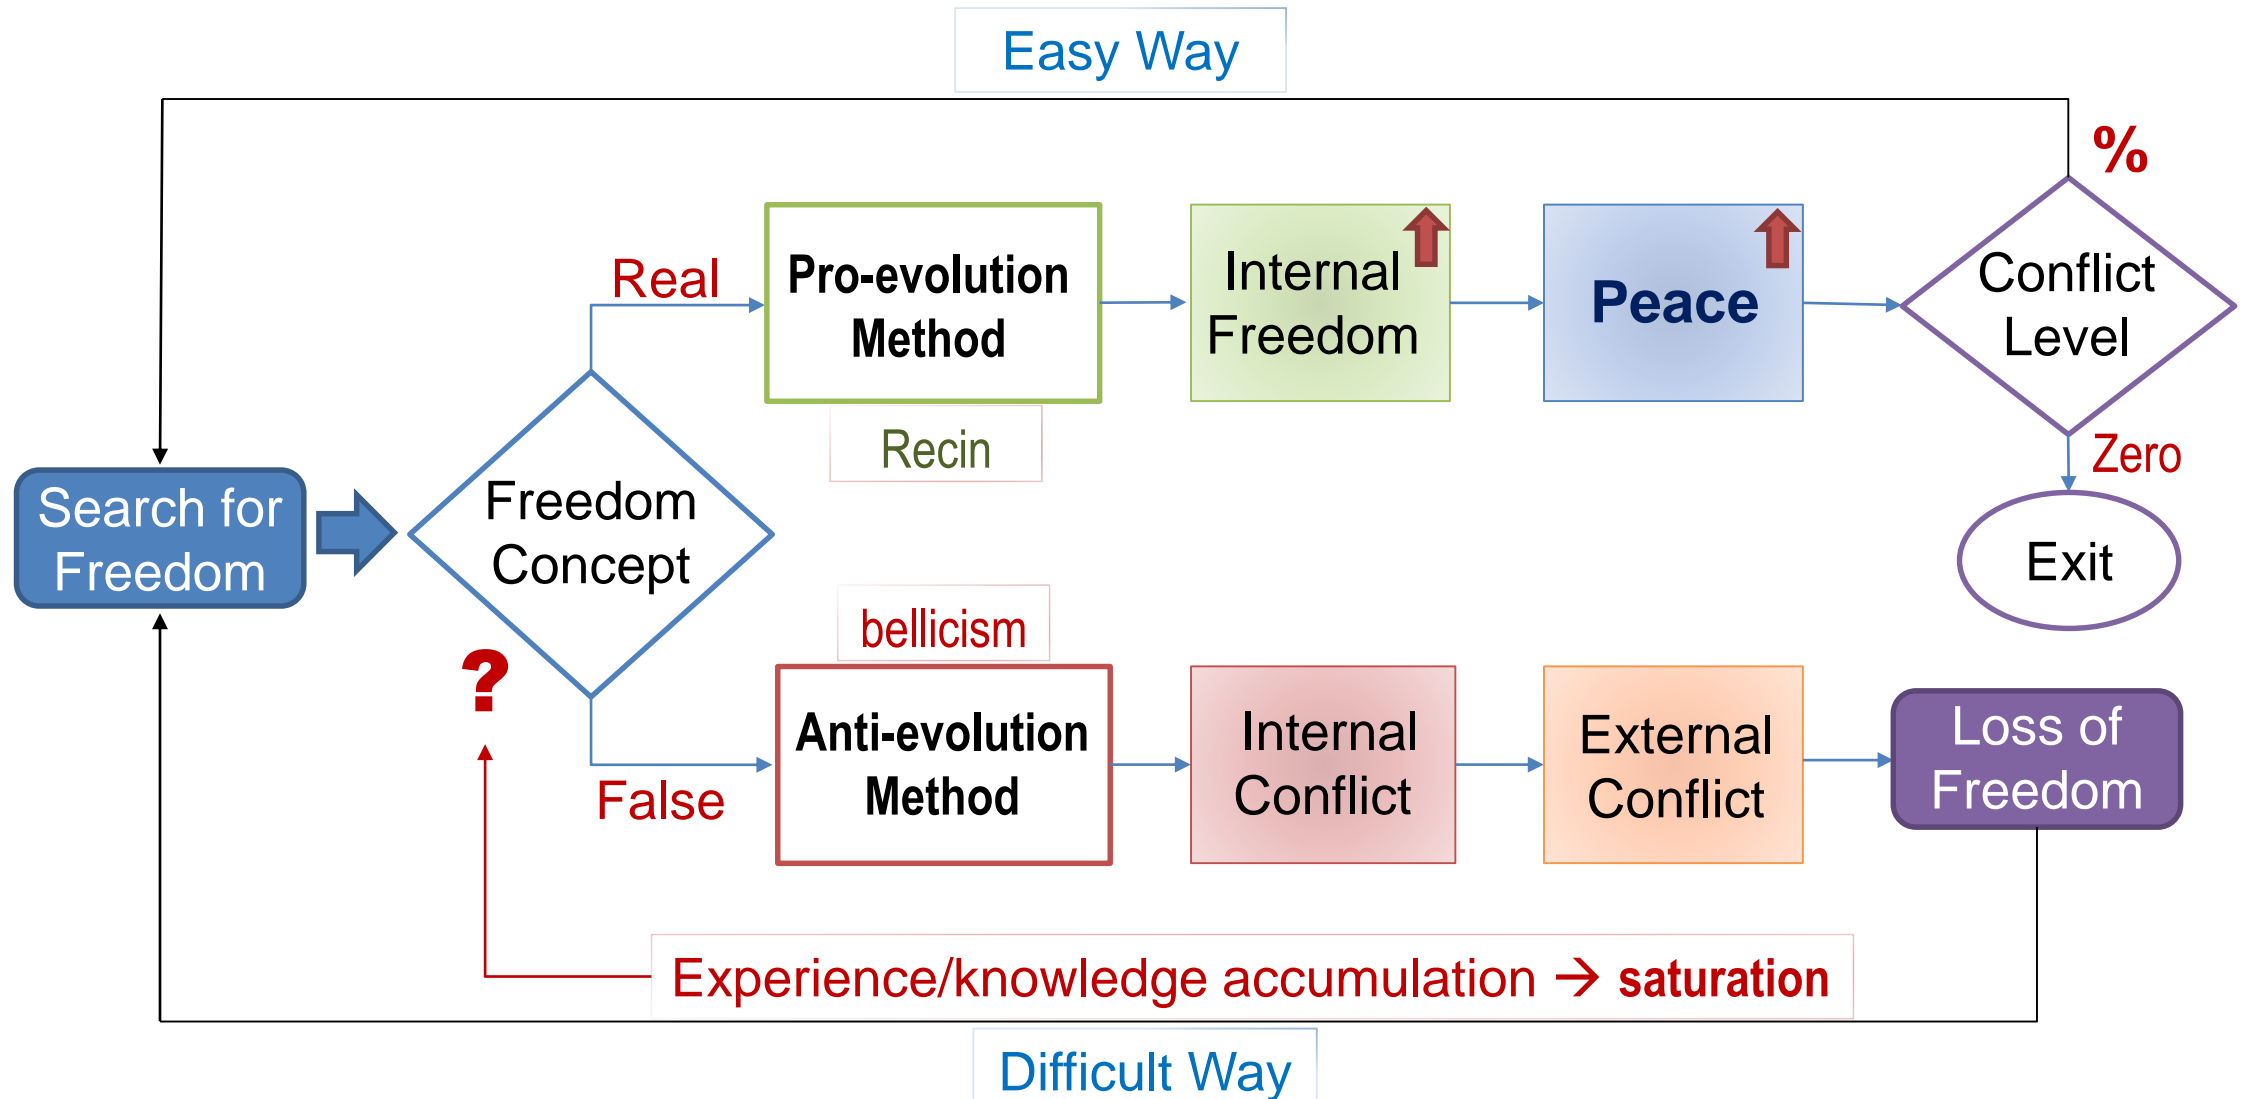 Easy Way
%
Real
Pro-evolution
Method
Internal
Freedom
Peace
Conflict
Level
Recin
Zero
Search for
Freedom
Freedom
Concept
Exit
bellicism
?
False
Anti-evolution
Method
Internal
Conflict
External
Conflict
Loss of
Freedom
Experience/knowledge accumulation → saturation
Difficult Way